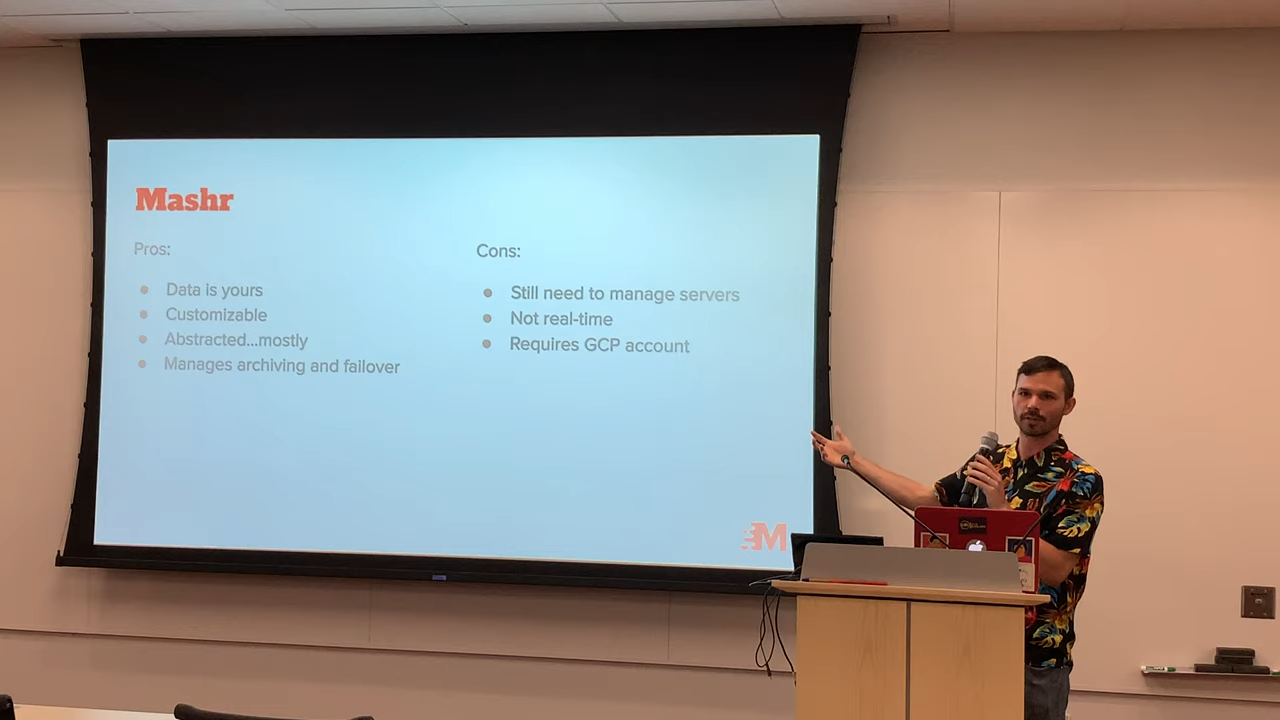 Mashr
Pros:
Data is yours
Customizable
Abstracted...mostly
Manages archiving and failover
Cons:
Still need to manage servers
Not real-time
Requires GCP account
M